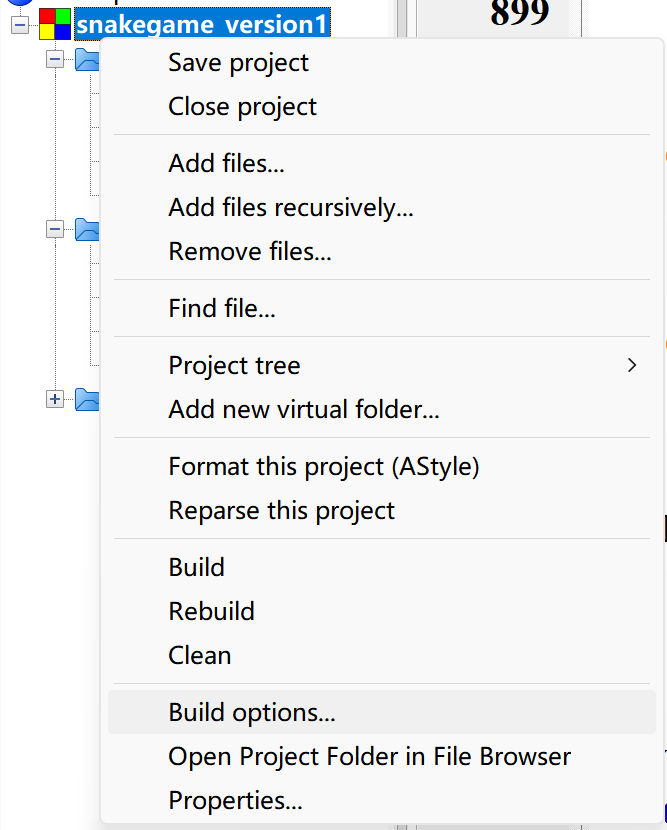 snakegame_version1
899
Save project
Close project
Add files...
Add files recursively...
Remove files...
Find file...
Project tree
Add new virtual folder...
Format this project (AStyle)
Reparse this project
Build
Rebuild
Clean
Build options...
Open Project Folder in File Browser
Properties...